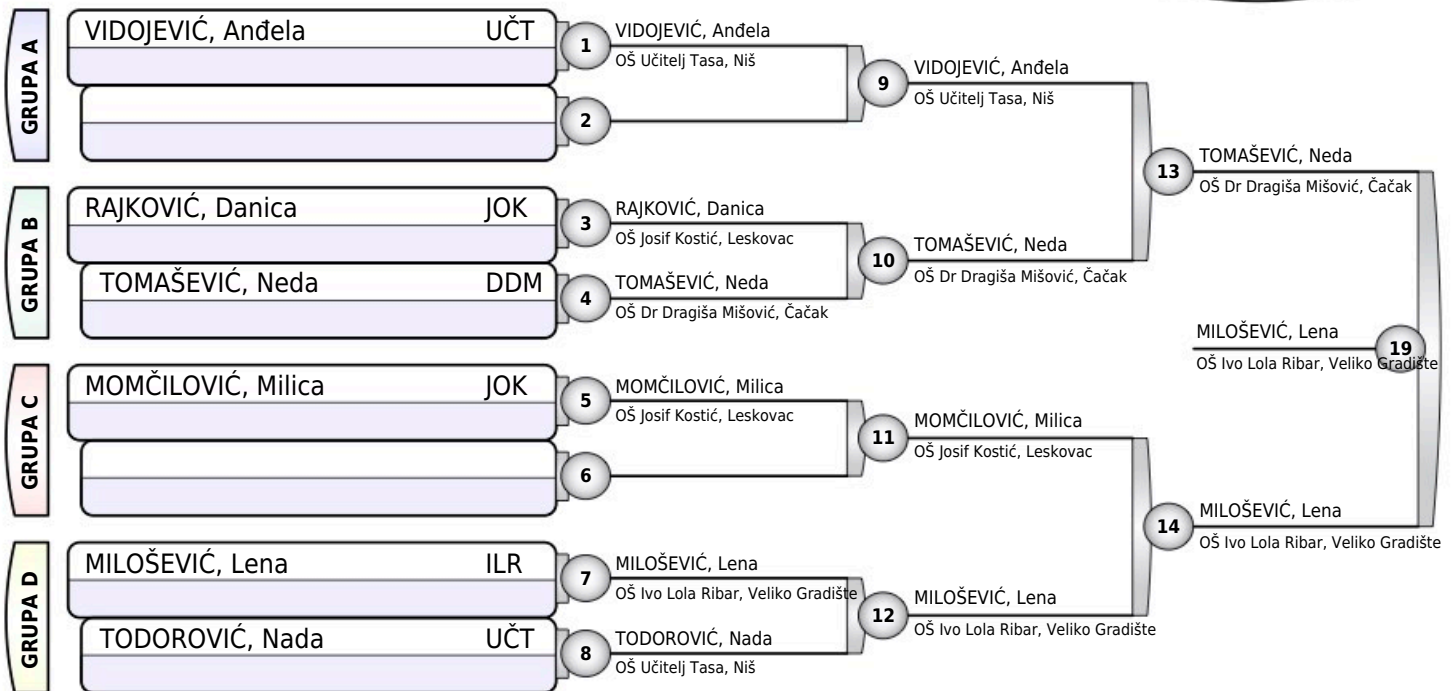 GRUPA A
VIDOJEVIĆ, Anđela UČT
1
VIDOJEVIĆ, Anđela
OŠ Učitelj Tasa, Niš
2
9
VIDOJEVIĆ, Anđela
OŠ Učitelj Tasa, Niš
GRUPA B
RAJKOVIĆ, Danica JOK
3
RAJKOVIĆ, Danica
OŠ Josif Kostić, Leskovac
TOMAŠEVIĆ, Neda DDM
4
TOMAŠEVIĆ, Neda
OŠ Dr Dragiša Mišović, Čačak
10
TOMAŠEVIĆ, Neda
OŠ Dr Dragiša Mišović, Čačak
13
TOMAŠEVIĆ, Neda
OŠ Dr Dragiša Mišović, Čačak
GRUPA C
MOMČILOVIĆ, Milica JOK
5
MOMČILOVIĆ, Milica
OŠ Josif Kostić, Leskovac
6
11
MOMČILOVIĆ, Milica
OŠ Josif Kostić, Leskovac
GRUPA D
MILOŠEVIĆ, Lena ILR
7
MILOŠEVIĆ, Lena
OŠ Ivo Lola Ribar, Veliko Gradište
TODOROVIĆ, Nada UČT
8
TODOROVIĆ, Nada
OŠ Učitelj Tasa, Niš
12
MILOŠEVIĆ, Lena
OŠ Ivo Lola Ribar, Veliko Gradište
14
MILOŠEVIĆ, Lena
OŠ Ivo Lola Ribar, Veliko Gradište
MILOŠEVIĆ, Lena
19
OŠ Ivo Lola Ribar, Veliko Gradište